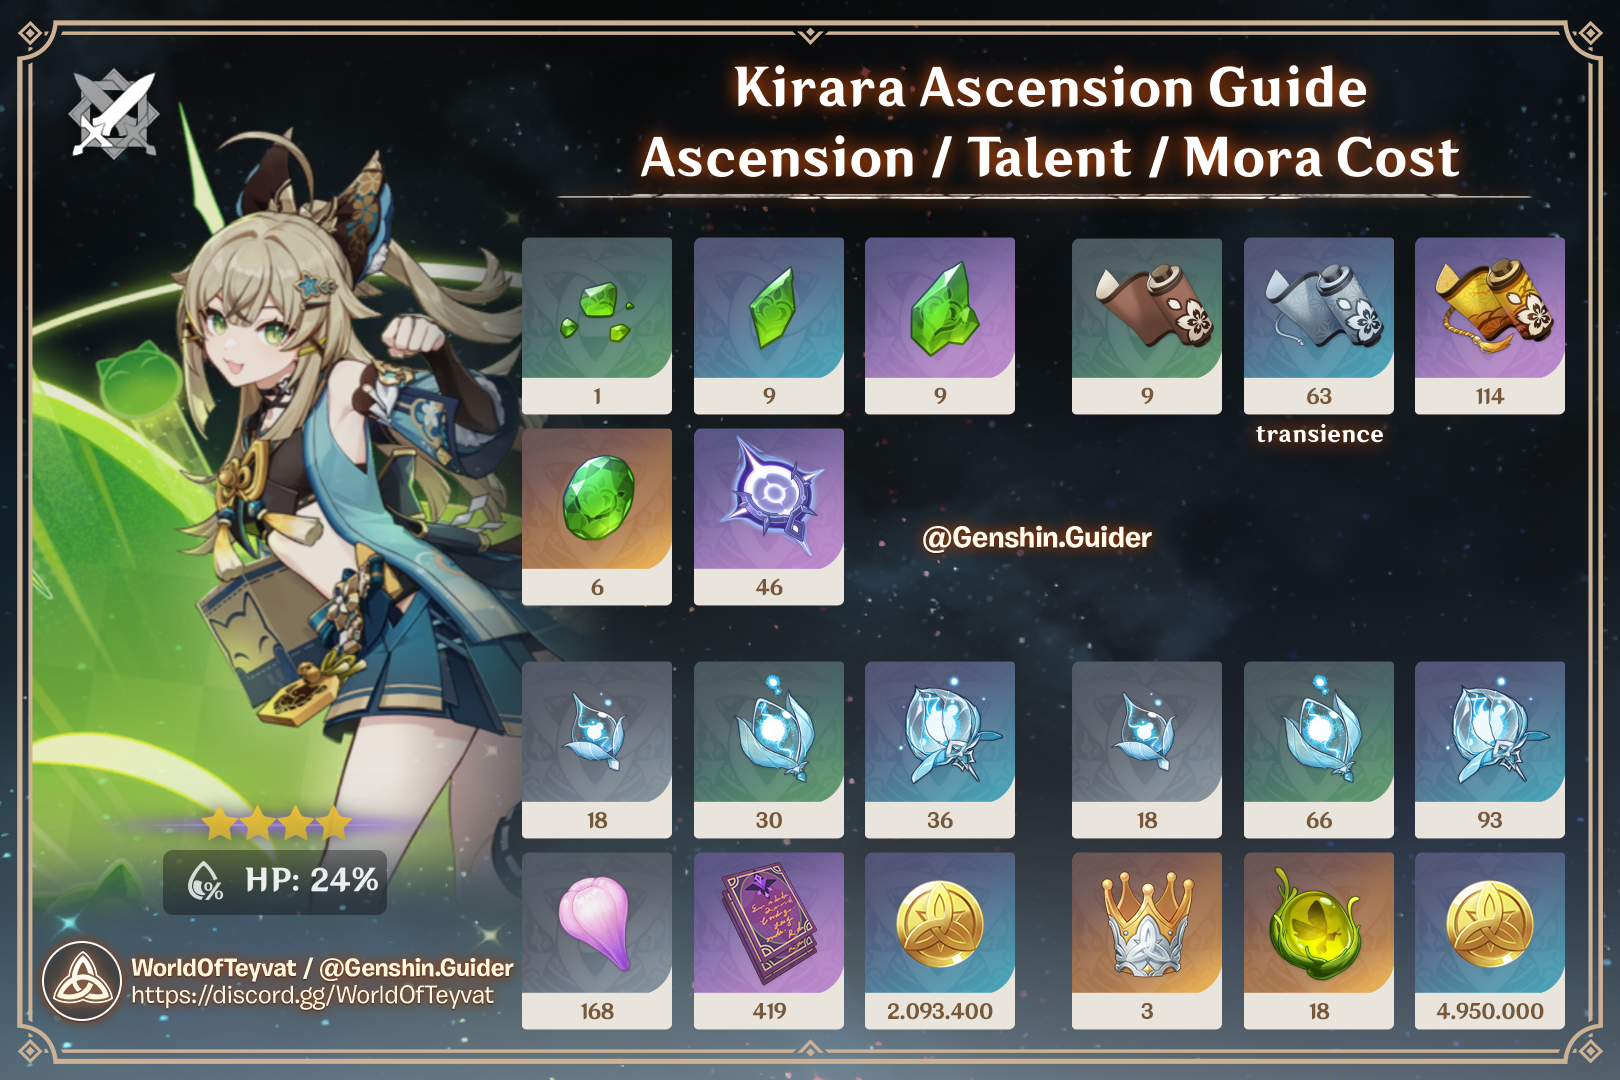 Kirara Ascension Guide
Ascension / Talent / Mora Cost
1
9
9
9
63
114
transience
6
46
@Genshin.Guider
18
30
36
18
66
93
HP: 24%
168
419
2.093.400
3
18
4.950.000
WorldOfTeyvat / @Genshin.Guider
https://discord.gg/WorldOfTeyvat